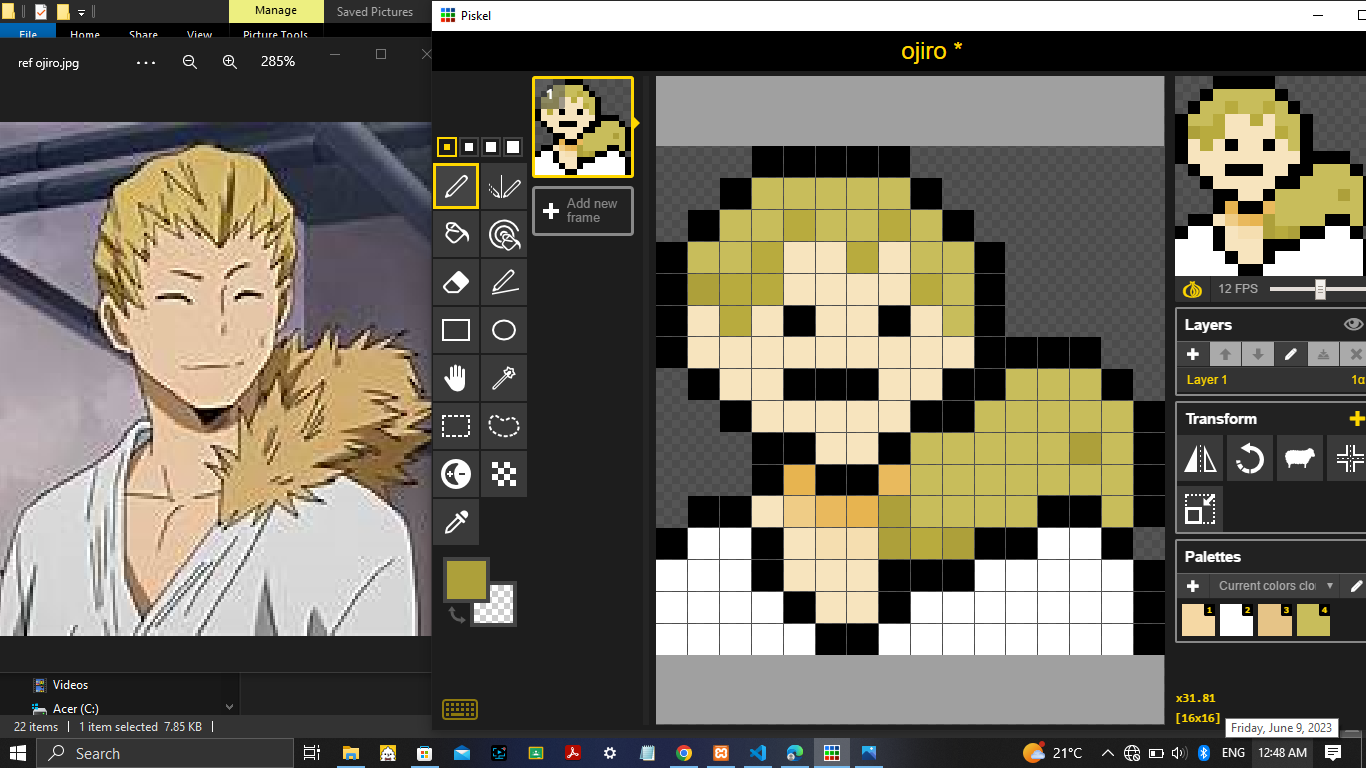 Manage
Saved Pictures
File
Home
Share
View
Picture Tools
ref ojiro.jpg
285%
Piskel
ojiro *
1
Add new
frame
12 FPS
Layers
Layer 1
1α
Transform
Palettes
Current colors clo
1
2
3
4
x31.81
[16x16]
Videos
Acer (C:)
22 items
1 item selected 7.85 KB
Friday, June 9, 2023
Search
21°C
ENG
12:48 AM